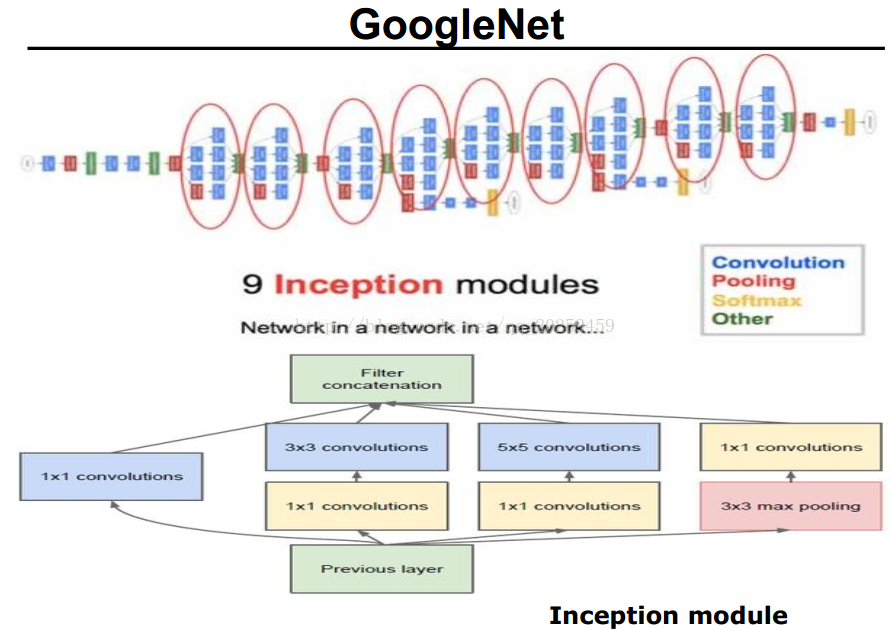 GoogleNet
9 Inception modules
Convolution
Pooling
Softmax
Other
Network in a network in a network...
Filter
concatenation
1x1 convolutions
3x3 convolutions
5x5 convolutions
1x1 convolutions
1x1 convolutions
1x1 convolutions
3x3 max pooling
Previous layer
Inception module